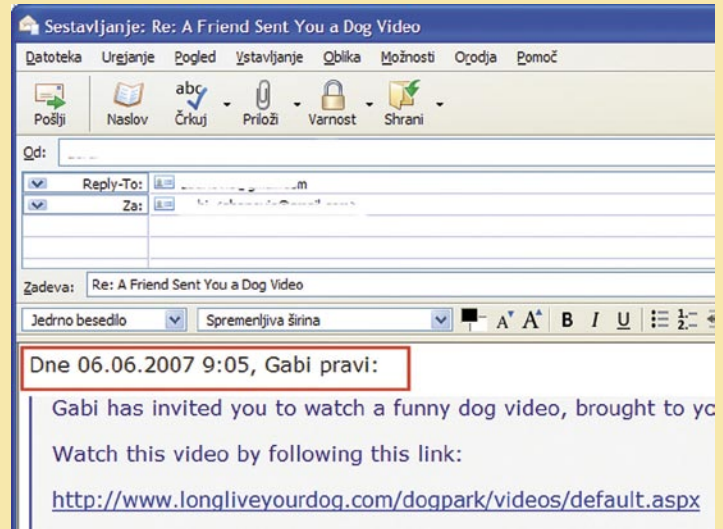 Sestavljanje: Re: A Friend Sent You a Dog Video
Datoteka Urejanje Pogled Vstavljanje Oblika Možnosti Orodja Pomoč
abc
Pošlji Naslov Črkuj Priloži Varnost Shrani
Od:
Reply-To:
Za:
Zadeva: Re: A Friend Sent You a Dog Video
Jedrno besedilo Spremenljiva širina A A B I U
Dne 06.06.2007 9:05, Gabi pravi:
Gabi has invited you to watch a funny dog video, brought to yo
Watch this video by following this link:
http://www.longliveyourdog.com/dogpark/videos/default.aspx